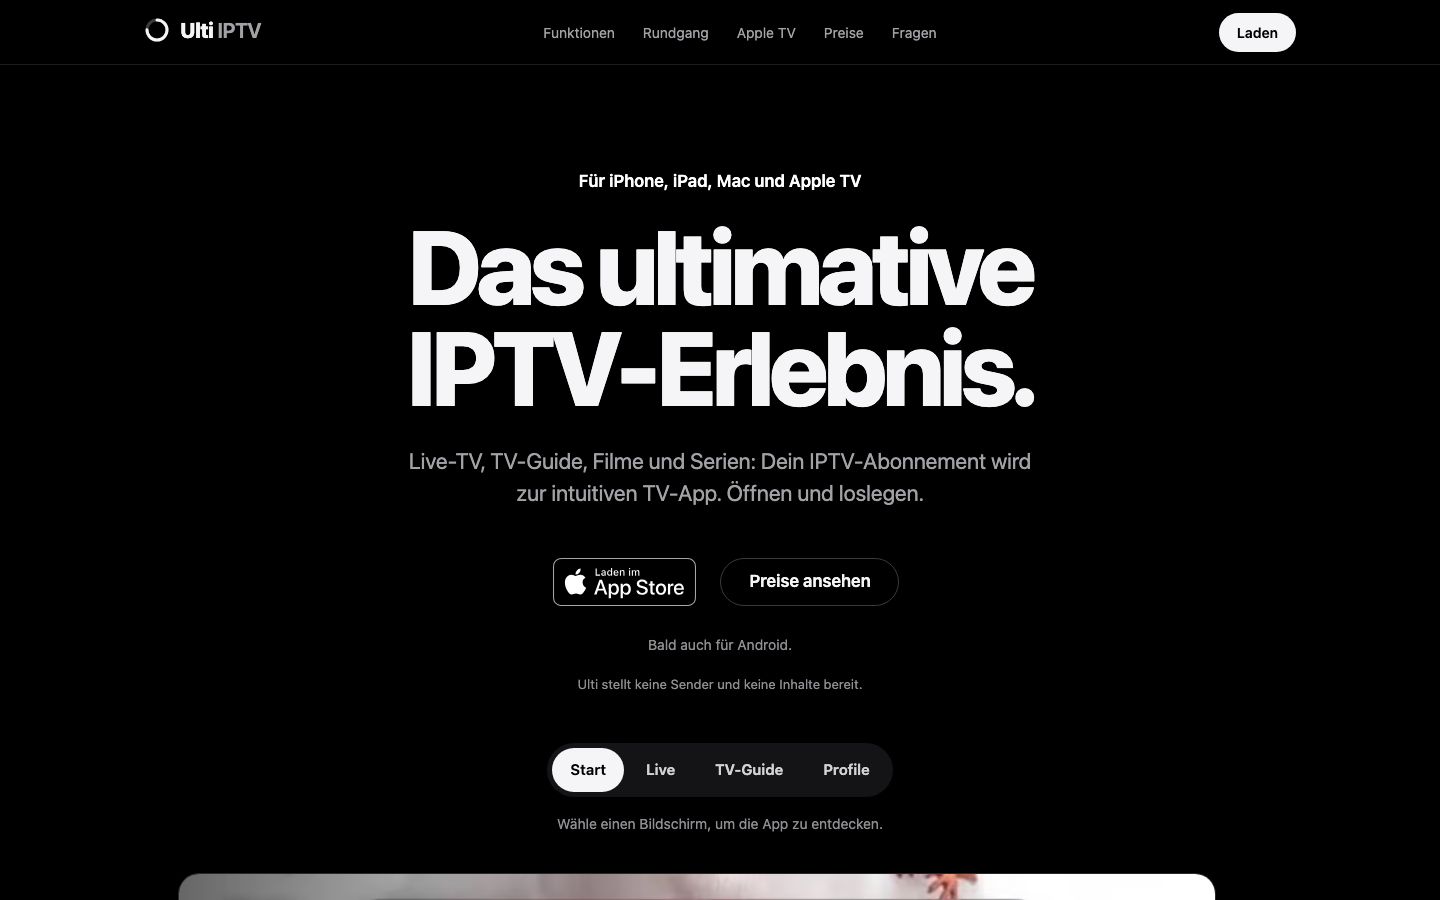 Ulti IPTV
Funktionen
Rundgang
Apple TV
Preise
Fragen
Laden
Für iPhone, iPad, Mac und Apple TV
Das ultimative
IPTV-Erlebnis.
Live-TV, TV-Guide, Filme und Serien: Dein IPTV-Abonnement wird
zur intuitiven TV-App. Öffnen und loslegen.
Laden im
App Store
Preise ansehen
Bald auch für Android.
Ulti stellt keine Sender und keine Inhalte bereit.
Start
Live
TV-Guide
Profile
Wähle einen Bildschirm, um die App zu entdecken.